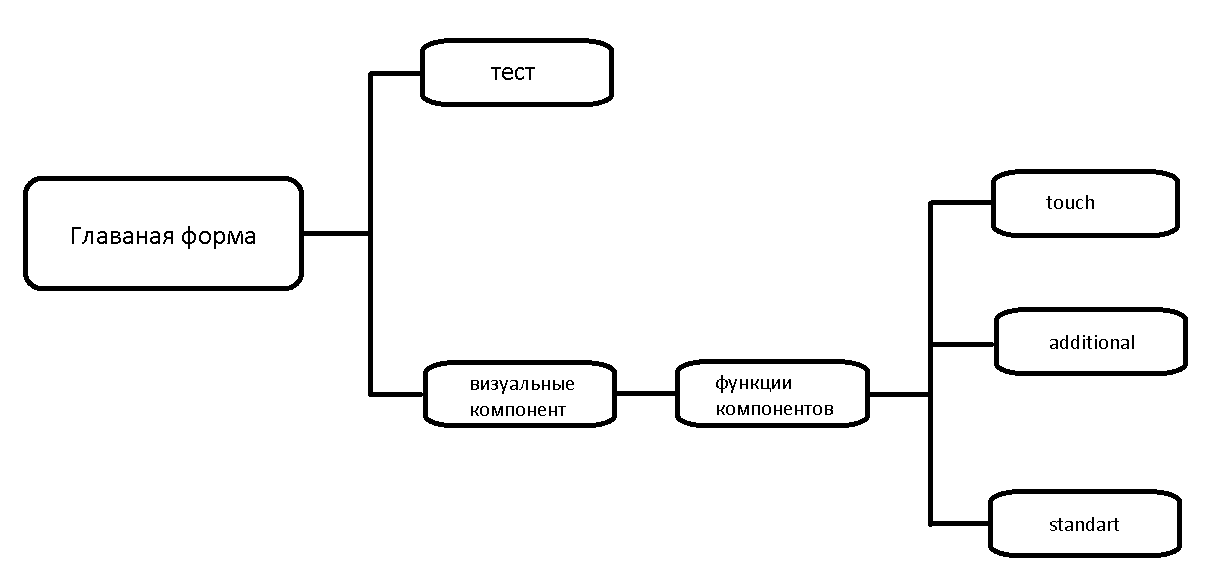 тест
Главаная форма
визуальные
компонент
функции
компонентов
touch
additional
standart